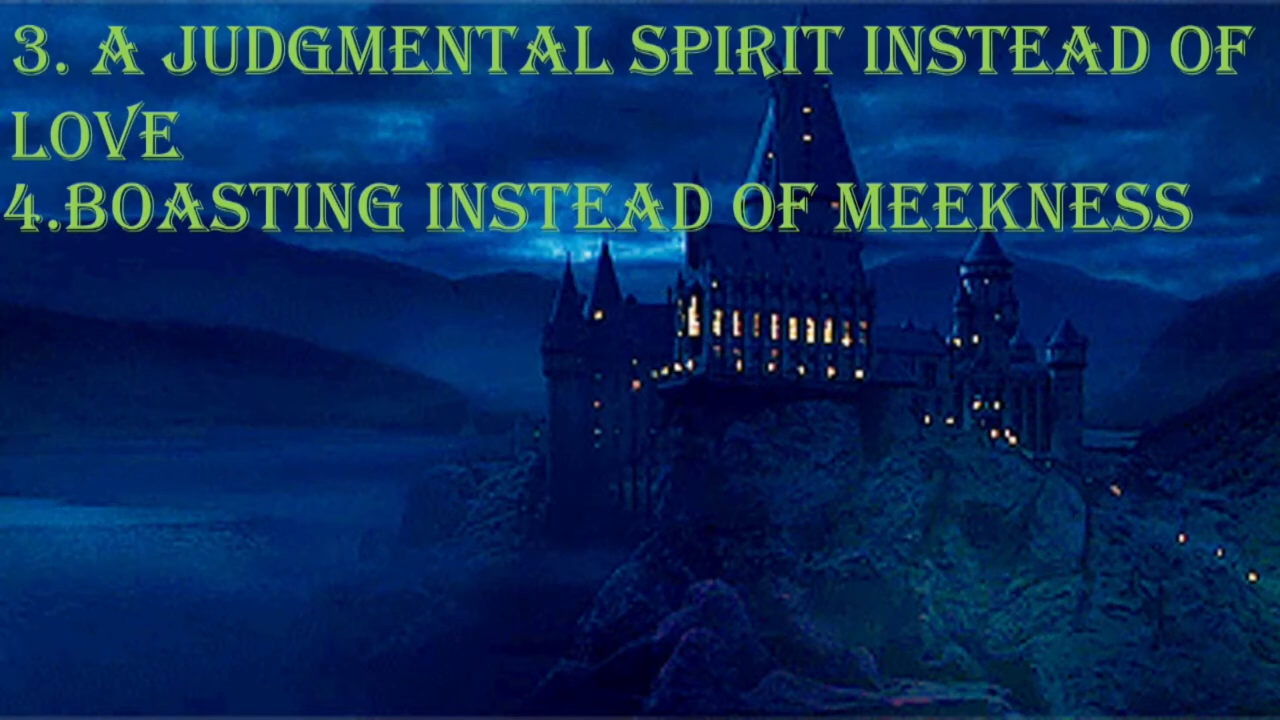 3. A JUDGMENTAL SPIRIT INSTEAD OF
LOVE
4.BOASTING INSTEAD OF MEEKNESS